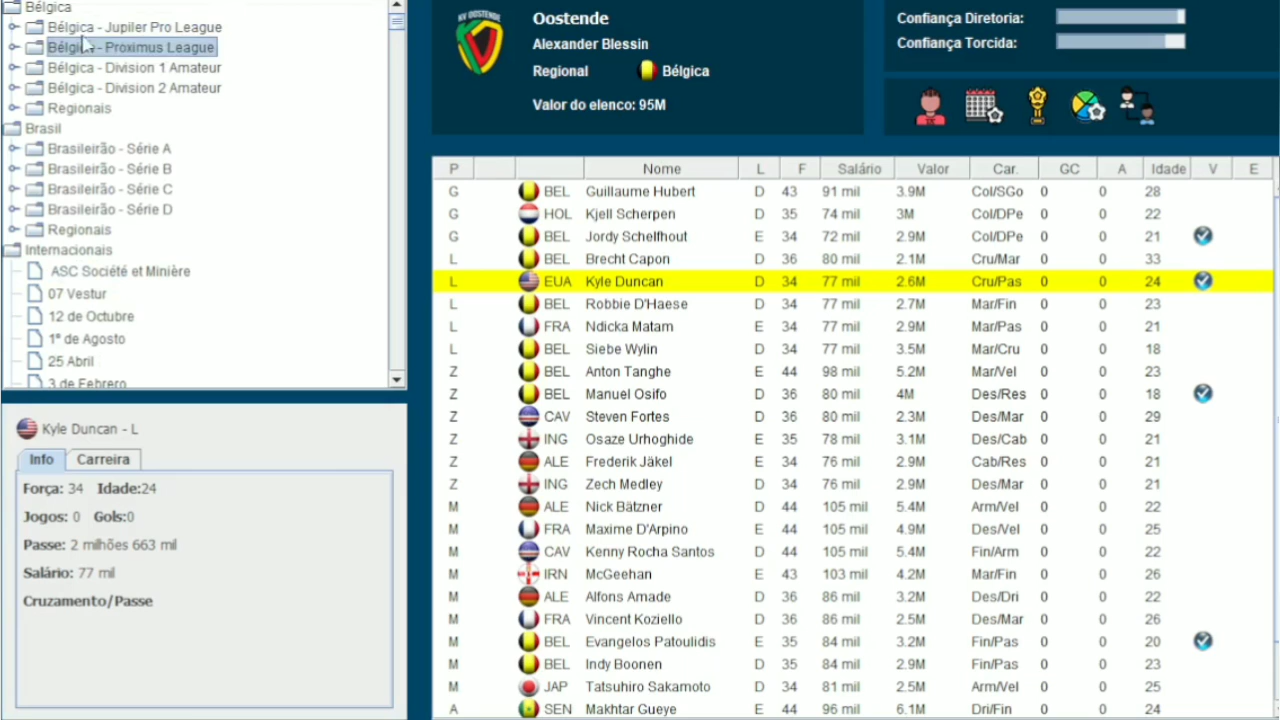 Bélgica
Bélgica - Jupiler Pro League
Bélgica - Proximus League
Bélgica - Division 1 Amateur
Bélgica - Division 2 Amateur
Regionais
Brasil
Brasileirão - Série A
Brasileirão - Série B
Brasileirão - Série C
Brasileirão - Série D
Regionais
Internacionais
ASC Société et Minière
07 Vestur
12 de Octubre
1º de Agosto
25 Abril
3 de Febrero
Kyle Duncan - L
Info Carreira
Força: 34 Idade:24
Jogos: 0 Gols:0
Passe: 2 milhões 663 mil
Salário: 77 mil
Cruzamento/Passe
KV OOSTENDE
Oostende
Alexander Blessin
Regional Bélgica
Valor do elenco: 95M
Confiança Diretoria:
Confiança Torcida:
P Nome L F Salário Valor Car. GC A Idade V E
G BEL Guillaume Hubert D 43 91 mil 3.9M Col/SGo 0 0 28
G HOL Kjell Scherpen D 35 74 mil 3M Col/DPe 0 0 22
G BEL Jordy Schelfhout E 34 72 mil 2.9M Col/DPe 0 0 21
L BEL Brecht Capon D 36 80 mil 2.1M Cru/Mar 0 0 33
L EUA Kyle Duncan D 34 77 mil 2.6M Cru/Pas 0 0 24
L BEL Robbie D'Haese D 34 77 mil 2.7M Mar/Fin 0 0 23
L FRA Ndicka Matam E 34 77 mil 2.9M Mar/Pas 0 0 21
L BEL Siebe Wylin D 34 77 mil 3.5M Mar/Cru 0 0 18
Z BEL Anton Tanghe E 44 98 mil 5.2M Mar/Vel 0 0 23
Z BEL Manuel Osifo D 36 80 mil 4M Des/Res 0 0 18
Z CAV Steven Fortes D 36 80 mil 2.3M Des/Mar 0 0 29
Z ING Osaze Urhoghide E 35 78 mil 3.1M Des/Cab 0 0 21
Z ALE Frederik Jäkel E 34 76 mil 2.9M Cab/Res 0 0 21
Z ING Zech Medley D 34 76 mil 2.9M Des/Mar 0 0 21
M ALE Nick Bätzner D 44 105 mil 5.4M Arm/Vel 0 0 22
M FRA Maxime D'Arpino E 44 105 mil 4.9M Des/Vel 0 0 25
M CAV Kenny Rocha Santos D 44 105 mil 5.4M Fin/Arm 0 0 22
M IRN McGeehan E 43 103 mil 4.2M Mar/Fin 0 0 26
M ALE Alfons Amade D 36 86 mil 3.2M Des/Dri 0 0 22
M FRA Vincent Koziello D 36 86 mil 2.5M Des/Mar 0 0 26
M BEL Evangelos Patoulidis E 35 84 mil 3.2M Fin/Pas 0 0 20
M BEL Indy Boonen D 35 84 mil 2.9M Fin/Pas 0 0 23
M JAP Tatsuhiro Sakamoto D 34 81 mil 2.5M Arm/Vel 0 0 25
A SEN Makhtar Gueye E 44 96 mil 6.1M Dri/Fin 0 0 24